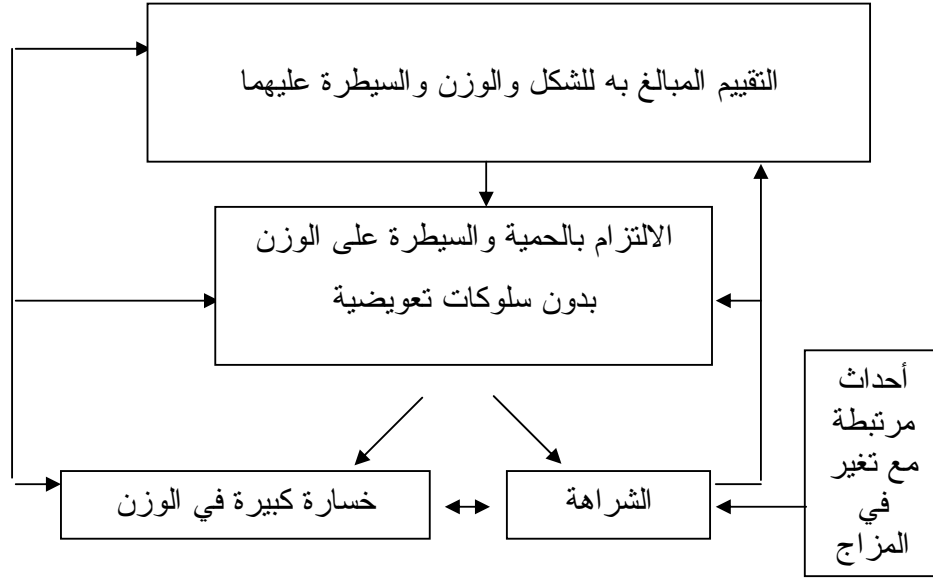 التقييم المبالغ به للشكل والوزن والسيطرة عليهما
الالتزام بالحمية والسيطرة على الوزن
بدون سلوكات تعويضية
أحداث
مرتبطة
مع تغير
في
المزاج
الشراهة
خسارة كبيرة في الوزن